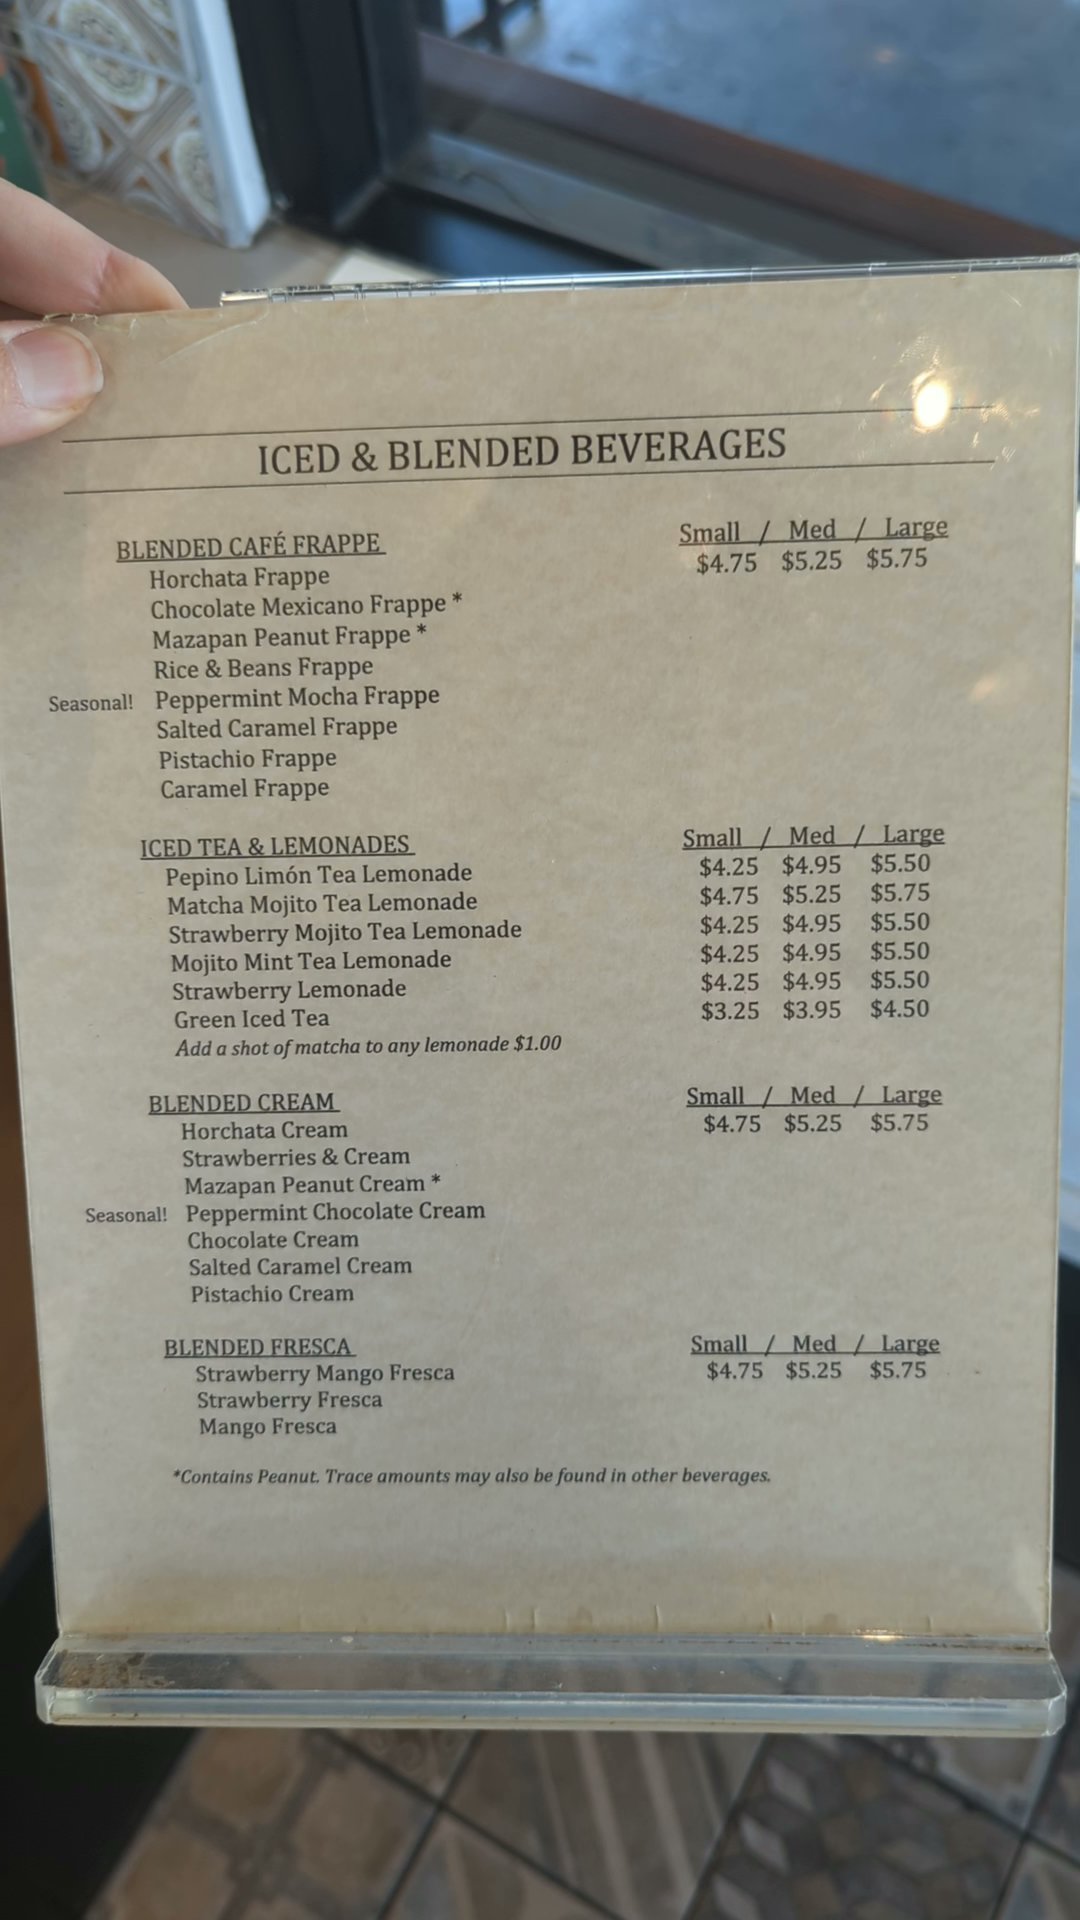 ICED & BLENDED BEVERAGES
BLENDED CAFÉ FRAPPE Small / Med / Large
Horchata Frappe $4.75 $5.25 $5.75
Chocolate Mexicano Frappe *
Mazapan Peanut Frappe *
Rice & Beans Frappe
Seasonal! Peppermint Mocha Frappe
Salted Caramel Frappe
Pistachio Frappe
Caramel Frappe
ICED TEA & LEMONADES Small / Med / Large
Pepino Limón Tea Lemonade $4.25 $4.95 $5.50
Matcha Mojito Tea Lemonade $4.75 $5.25 $5.75
Strawberry Mojito Tea Lemonade $4.25 $4.95 $5.50
Mojito Mint Tea Lemonade $4.25 $4.95 $5.50
Strawberry Lemonade $4.25 $4.95 $5.50
Green Iced Tea $3.25 $3.95 $4.50
Add a shot of matcha to any lemonade $1.00
BLENDED CREAM Small / Med / Large
Horchata Cream $4.75 $5.25 $5.75
Strawberries & Cream
Mazapan Peanut Cream *
Seasonal! Peppermint Chocolate Cream
Chocolate Cream
Salted Caramel Cream
Pistachio Cream
BLENDED FRESCA Small / Med / Large
Strawberry Mango Fresca $4.75 $5.25 $5.75
Strawberry Fresca
Mango Fresca
*Contains Peanut. Trace amounts may also be found in other beverages.